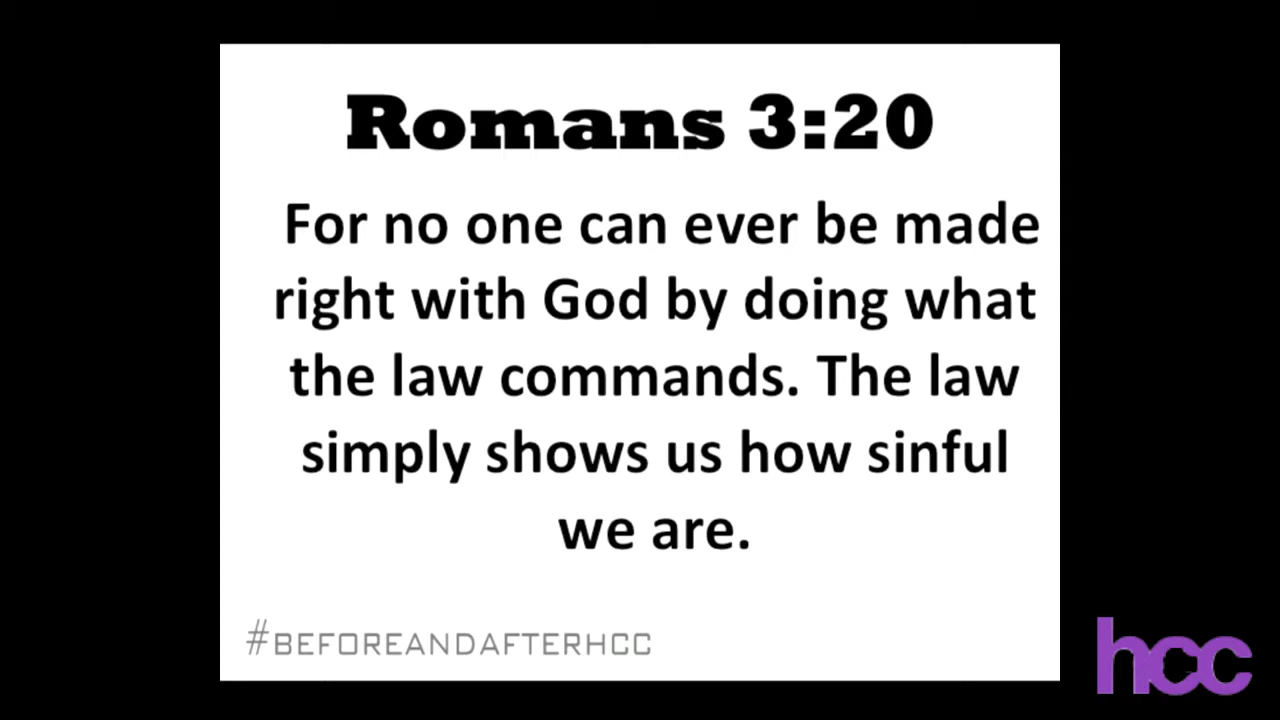 Romans 3:20
For no one can ever be made
right with God by doing what
the law commands. The law
simply shows us how sinful
we are.
#BEFOREANDAFTERHCC
hcc